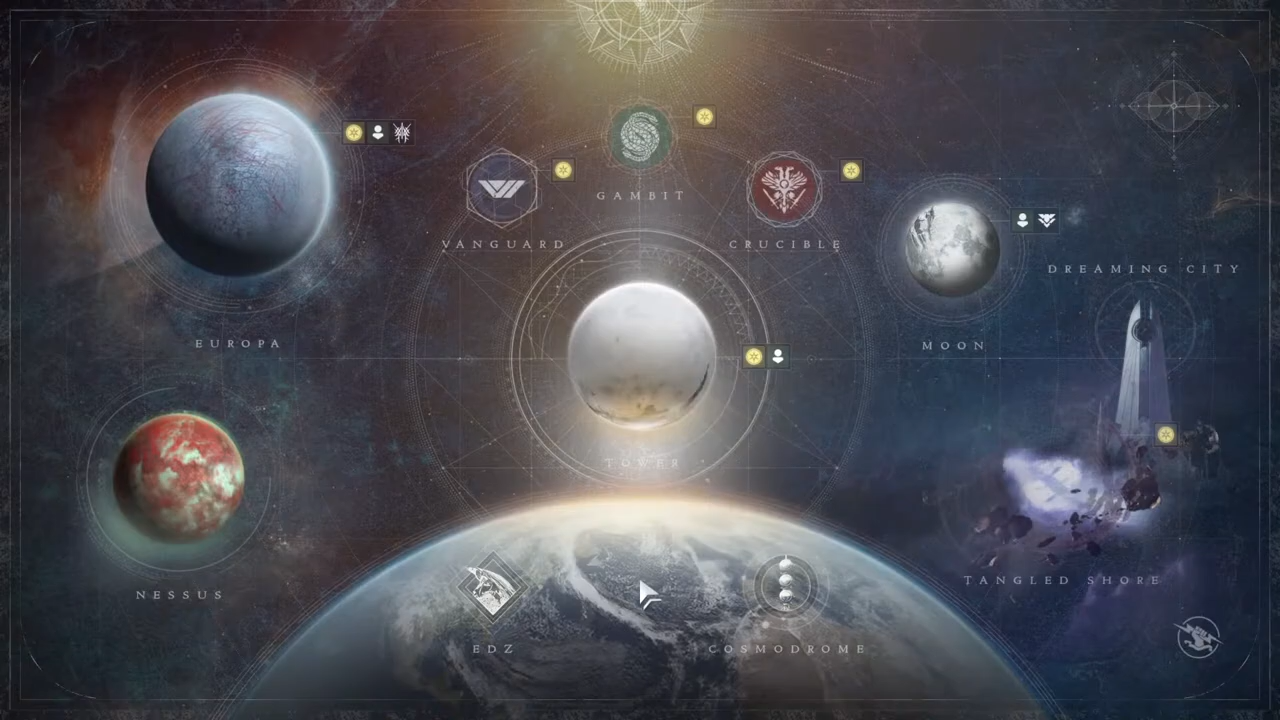 GAMBIT
VANGUARD
CRUCIBLE
DREAMING CITY
EUROPA
MOON
TOWER
TANGLED SHORE
NESSUS
EDZ
COSMODROME